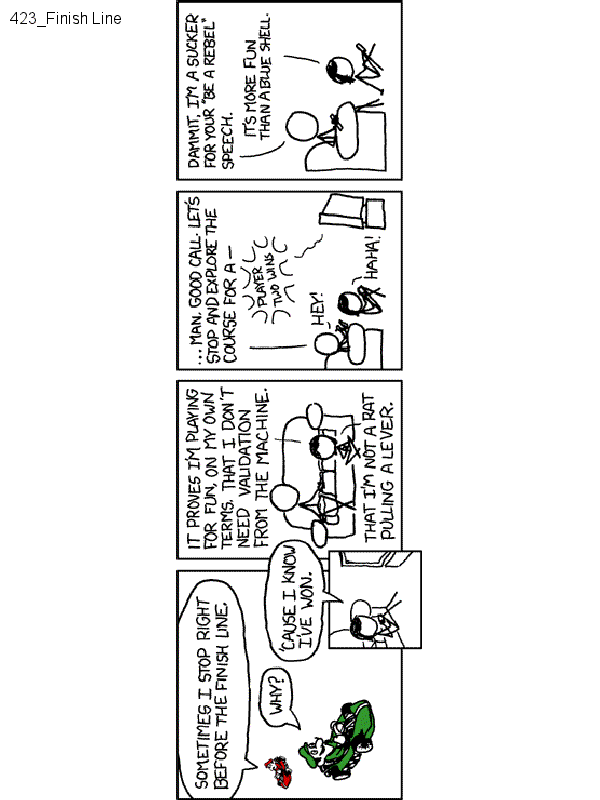 423_Finish Line
SOMETIMES I STOP RIGHT
BEFORE THE FINISH LINE.
WHY?
'CAUSE I KNOW
I'VE WON.
IT PROVES I'M PLAYING
FOR FUN, ON MY OWN
TERMS. THAT I DON'T
NEED VALIDATION
FROM THE MACHINE.
THAT I'M NOT A RAT
PULLING A LEVER.
... MAN. GOOD CALL. LET'S
STOP AND EXPLORE THE
COURSE FOR A —
PLAYER
TWO WINS
HEY!
HAHA!
DAMMIT, I'M A SUCKER
FOR YOUR "BE A REBEL"
SPEECH.
IT'S MORE FUN
THAN A BLUE SHELL.